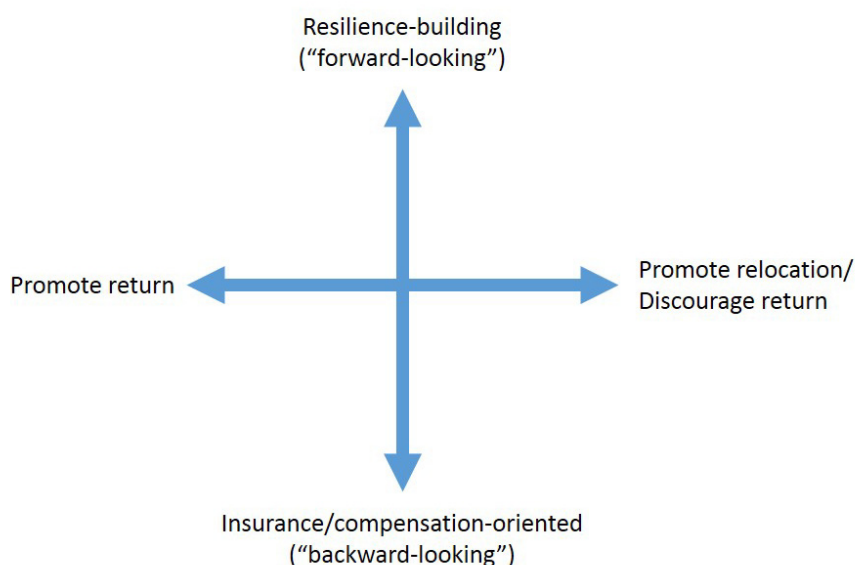 Resilience-building
(“forward-looking”)
Promote return
Promote relocation/
Discourage return
Insurance/compensation-oriented
(“backward-looking”)